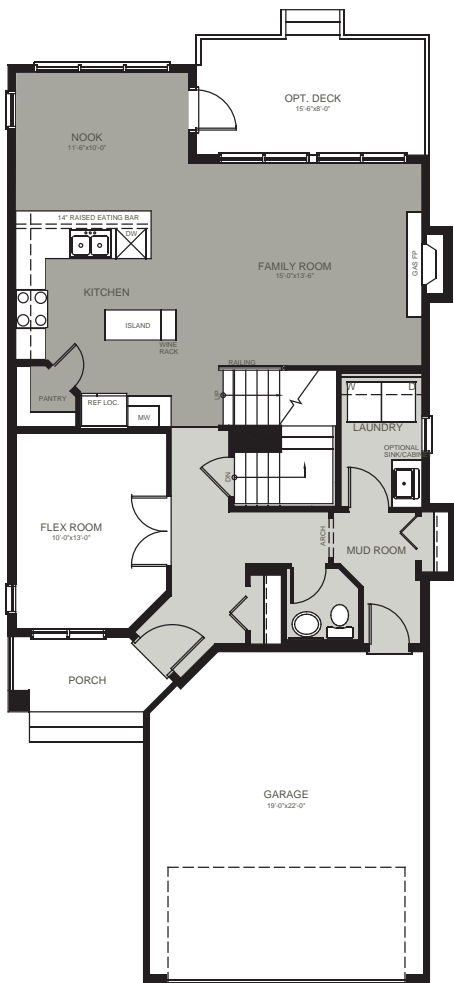 OPT. DECK
15'-6"x8'-0"
NOOK
11'-6"x10'-0"
14" RAISED EATING BAR
DW
FAMILY ROOM
15'-0"x13'-6"
GAS FP
KITCHEN
ISLAND
WINE
RACK
RAILING
UP
PANTRY
REF LOC.
MW
W
D
LAUNDRY
OPTIONAL
SINK/CABINE
DN
FLEX ROOM
10'-0"x13'-0"
ARCH
MUD ROOM
PORCH
GARAGE
19'-0"x22'-0"